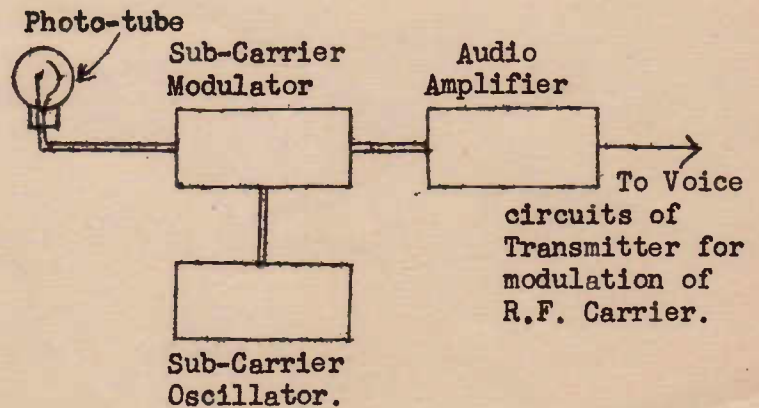 Photo-tube
Sub-Carrier
Modulator
Audio
Amplifier
To Voice
circuits of
Transmitter for
modulation of
R.F. Carrier.
Sub-Carrier
Oscillator.